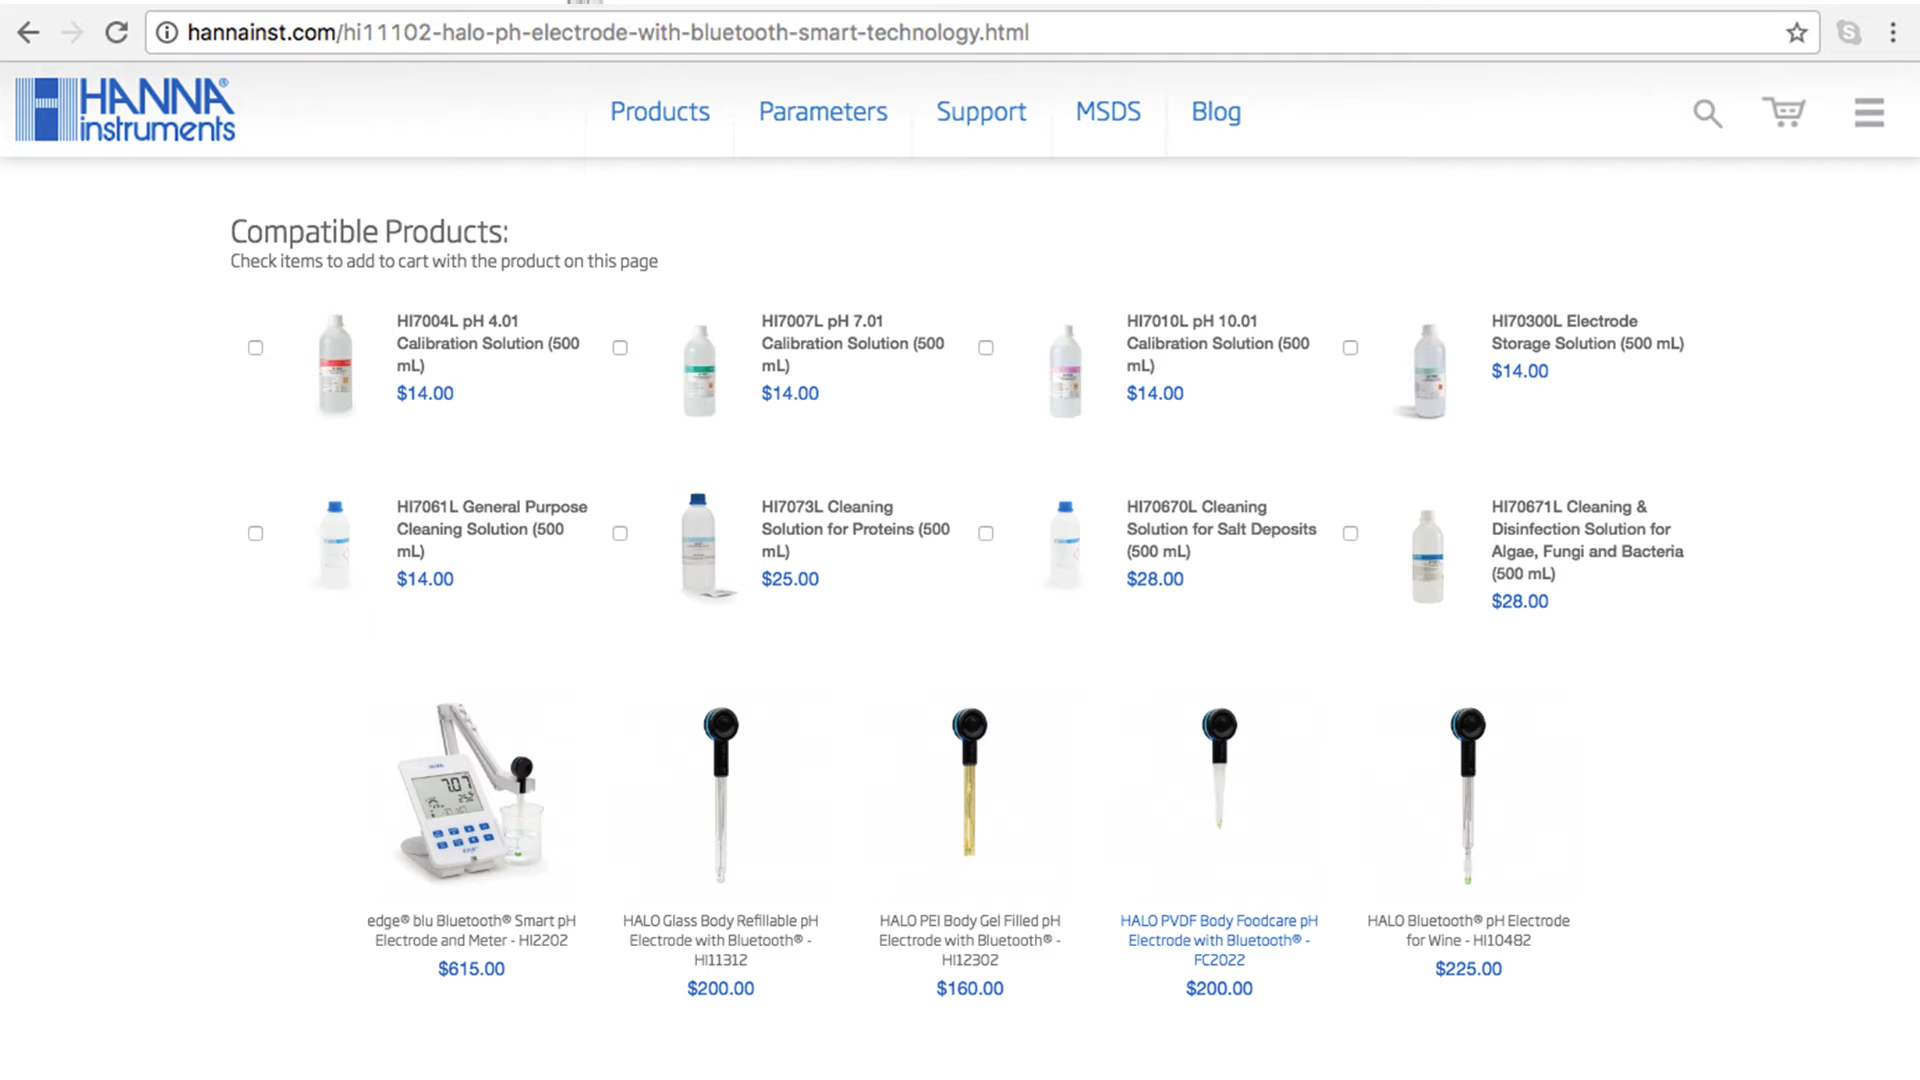 hannainst.com/hi11102-halo-ph-electrode-with-bluetooth-smart-technology.html
HANNA®
instruments
Products
Parameters
Support
MSDS
Blog
Compatible Products:
Check items to add to cart with the product on this page
HI7004L pH 4.01
Calibration Solution (500
mL)
$14.00
HI7007L pH 7.01
Calibration Solution (500
mL)
$14.00
HI7010L pH 10.01
Calibration Solution (500
mL)
$14.00
HI70300L Electrode
Storage Solution (500 mL)
$14.00
HI7061L General Purpose
Cleaning Solution (500
mL)
$14.00
HI7073L Cleaning
Solution for Proteins (500
mL)
$25.00
HI70670L Cleaning
Solution for Salt Deposits
(500 mL)
$28.00
HI70671L Cleaning &
Disinfection Solution for
Algae, Fungi and Bacteria
(500 mL)
$28.00
7.07
edge® blu Bluetooth® Smart pH
Electrode and Meter - HI2202
$615.00
HALO Glass Body Refillable pH
Electrode with Bluetooth® -
HI11312
$200.00
HALO PEI Body Gel Filled pH
Electrode with Bluetooth® -
HI12302
$160.00
HALO PVDF Body Foodcare pH
Electrode with Bluetooth® -
FC2022
$200.00
HALO Bluetooth® pH Electrode
for Wine - HI10482
$225.00